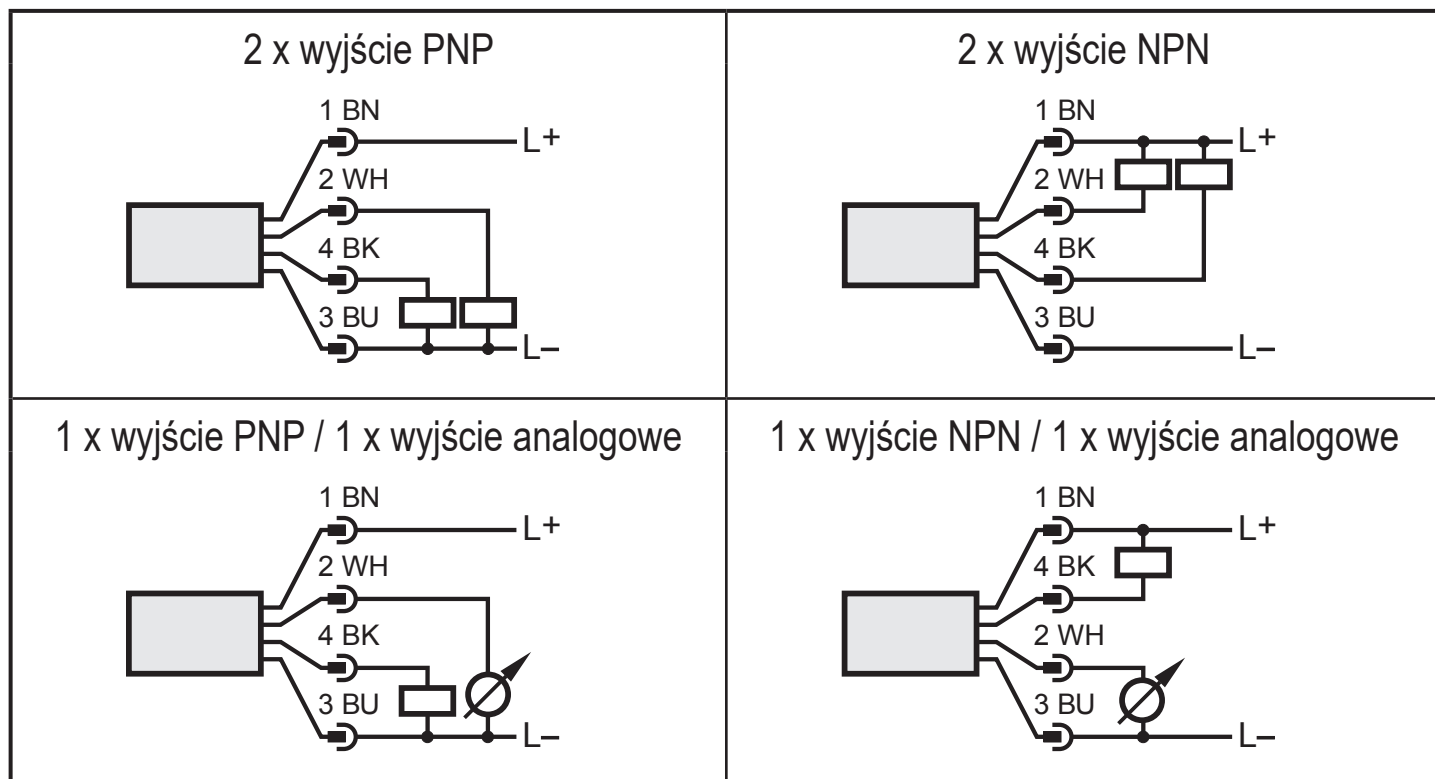 2 x wyjście PNP
1 BN
L+
2 WH
4 BK
3 BU
L–
2 x wyjście NPN
1 BN
L+
2 WH
4 BK
3 BU
L–
1 x wyjście PNP / 1 x wyjście analogowe
1 BN
L+
2 WH
4 BK
3 BU
L–
1 x wyjście NPN / 1 x wyjście analogowe
1 BN
L+
4 BK
2 WH
3 BU
L–